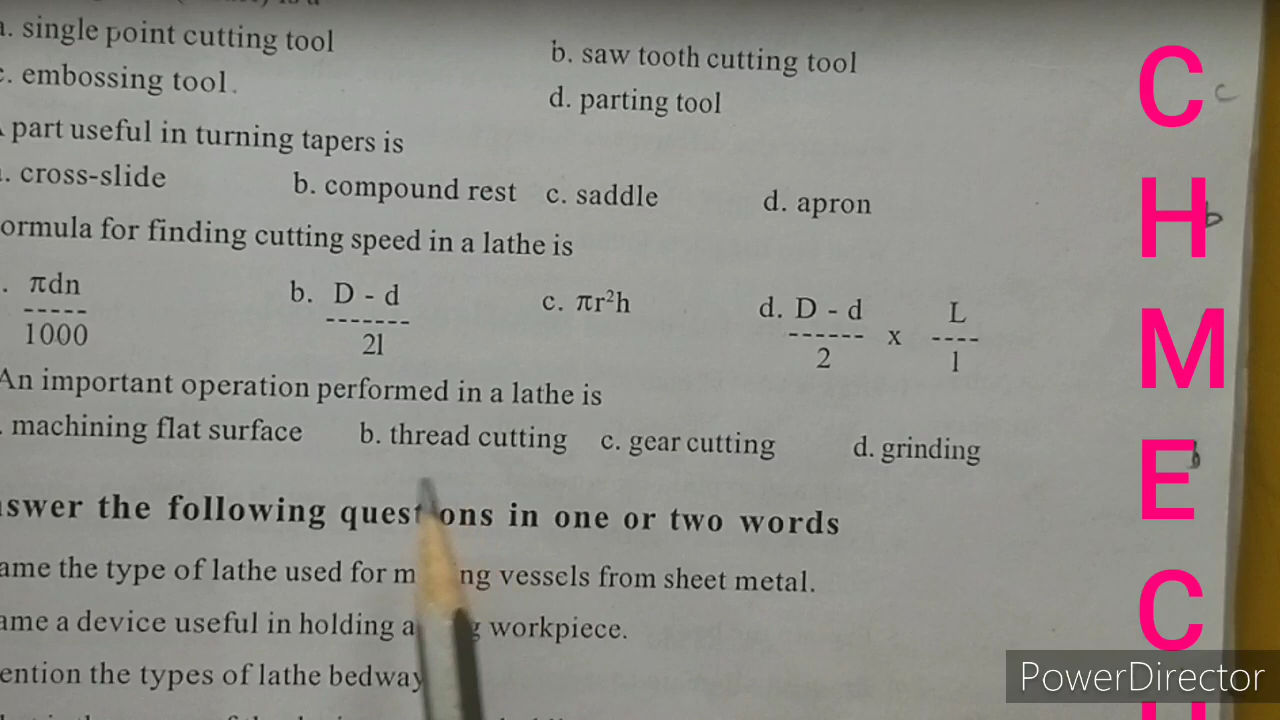 a. single point cutting tool b. saw tooth cutting tool
c. embossing tool. d. parting tool
part useful in turning tapers is
cross-slide b. compound rest c. saddle d. apron
ormula for finding cutting speed in a lathe is
πdn b. D - d c. πr²h d. D - d L
----- ------- ------ x ----
1000 2l 2 l
An important operation performed in a lathe is
machining flat surface b. thread cutting c. gear cutting d. grinding
swer the following questions in one or two words
ame the type of lathe used for m ng vessels from sheet metal.
ame a device useful in holding a g workpiece.
ention the types of lathe bedway
C
H
M
E
C
H
c
b
b
PowerDirector